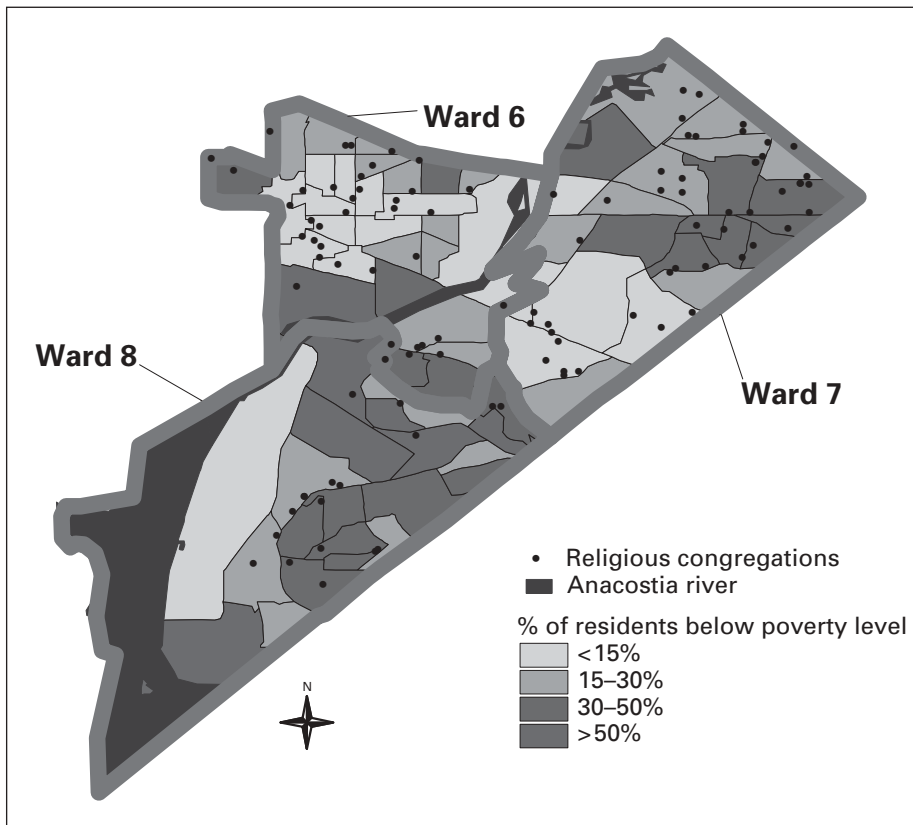 Ward 6
Ward 8
Ward 7
Religious congregations
Anacostia river
% of residents below poverty level
<15%
15–30%
30–50%
>50%
N